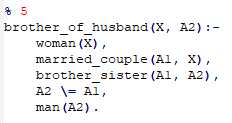 % 5
brother_of_husband(X, A2):-
    woman(X),
    married_couple(A1, X),
    brother_sister(A1, A2),
    A2 \= A1,
    man(A2).